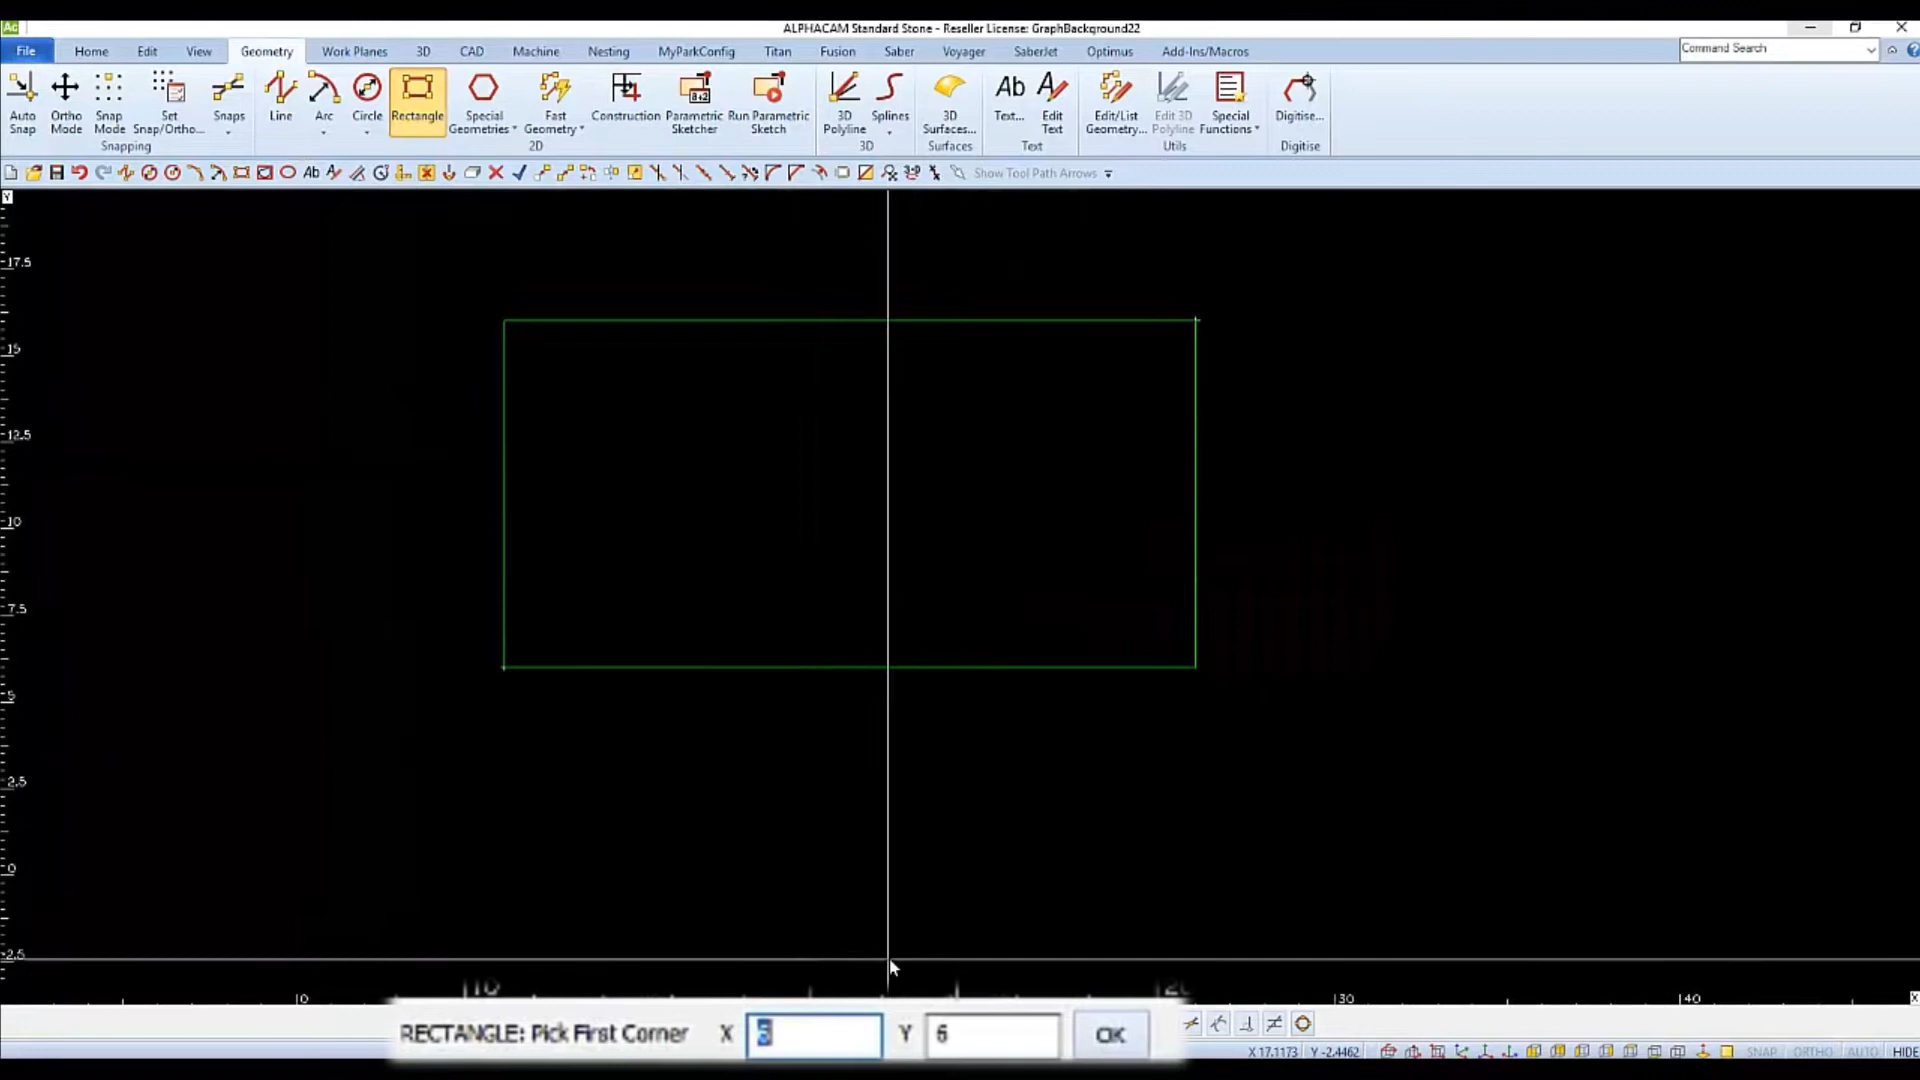 ALPHACAM Standard Stone - Reseller License: GraphBackground22
File Home Edit View Geometry Work Planes 3D CAD Machine Nesting MyParkConfig Titan Fusion Saber Voyager SaberJet Optimus Add-Ins/Macros Command Search
Auto Snap Ortho Mode Snap Mode Set Snap/Ortho... Snaps Line Arc Circle Rectangle Special Geometries Fast Geometry Construction Parametric Sketcher Run Parametric Sketch 3D Polyline Splines 3D Surfaces... Text... Edit Text Edit/List Geometry... Edit 3D Polyline Special Functions Digitise...
Snapping 2D 3D Surfaces Text Utils Digitise
Show Tool Path Arrows
Y
17.5
15
12.5
10
7.5
5
2.5
0
-2.5
10
0 30 40 X
RECTANGLE: Pick First Corner X 5 Y 6 OK
X 17.1173 Y -2.4462 SNAP ORTHO AUTO HIDE